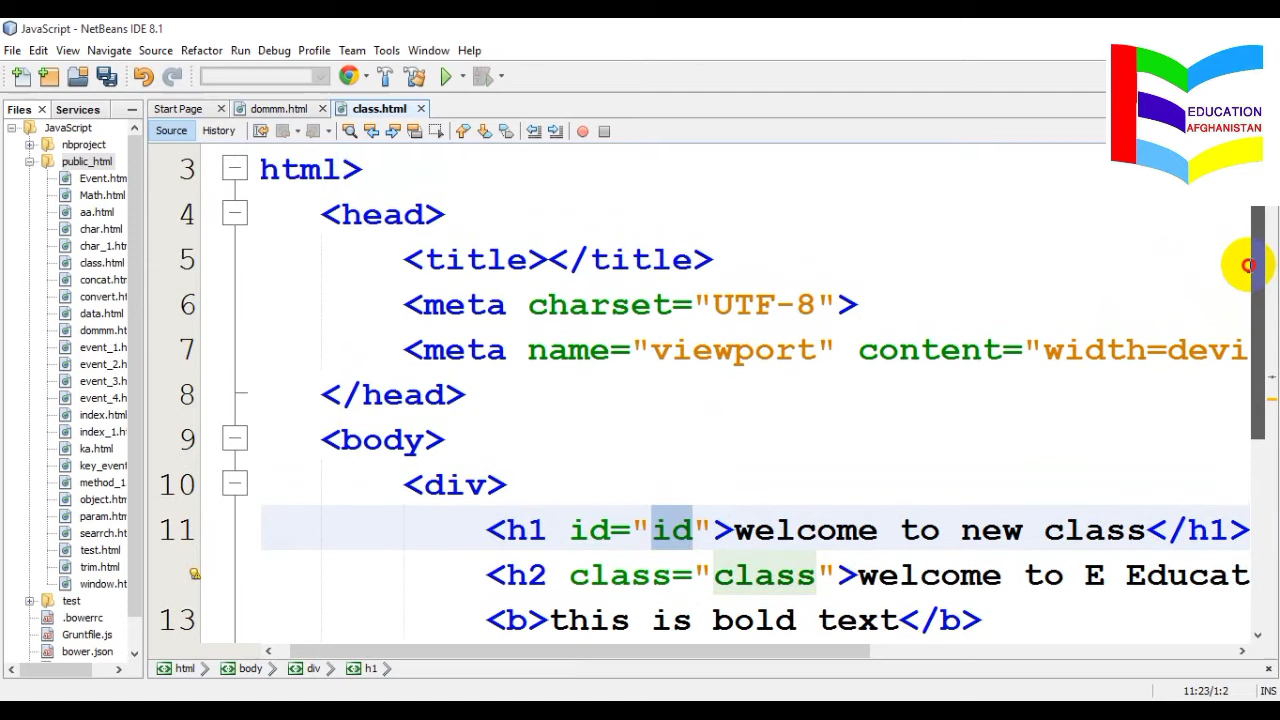 JavaScript - NetBeans IDE 8.1
File Edit View Navigate Source Refactor Run Debug Profile Team Tools Window Help
EDUCATION
AFGHANISTAN
Files Services
Start Page dommm.html class.html
Source History
JavaScript
nbproject
public_html
Event.htm
Math.html
aa.html
char.html
char_1.htr
class.html
concat.htm
convert.htm
data.html
dommm.ht
event_1.h
event_2.h
event_3.h
event_4.h
index.html
index_1.ht
ka.html
key_event
method_1
object.htm
param.htm
searrch.ht
test.html
trim.html
window.ht
test
.bowerrc
Gruntfile.js
bower.json
3 html>
4 <head>
5 <title></title>
6 <meta charset="UTF-8">
7 <meta name="viewport" content="width=devi
8 </head>
9 <body>
10 <div>
11 <h1 id="id">welcome to new class</h1>
<h2 class="class">welcome to E Educat
13 <b>this is bold text</b>
html body div h1
11:23/1:2 INS